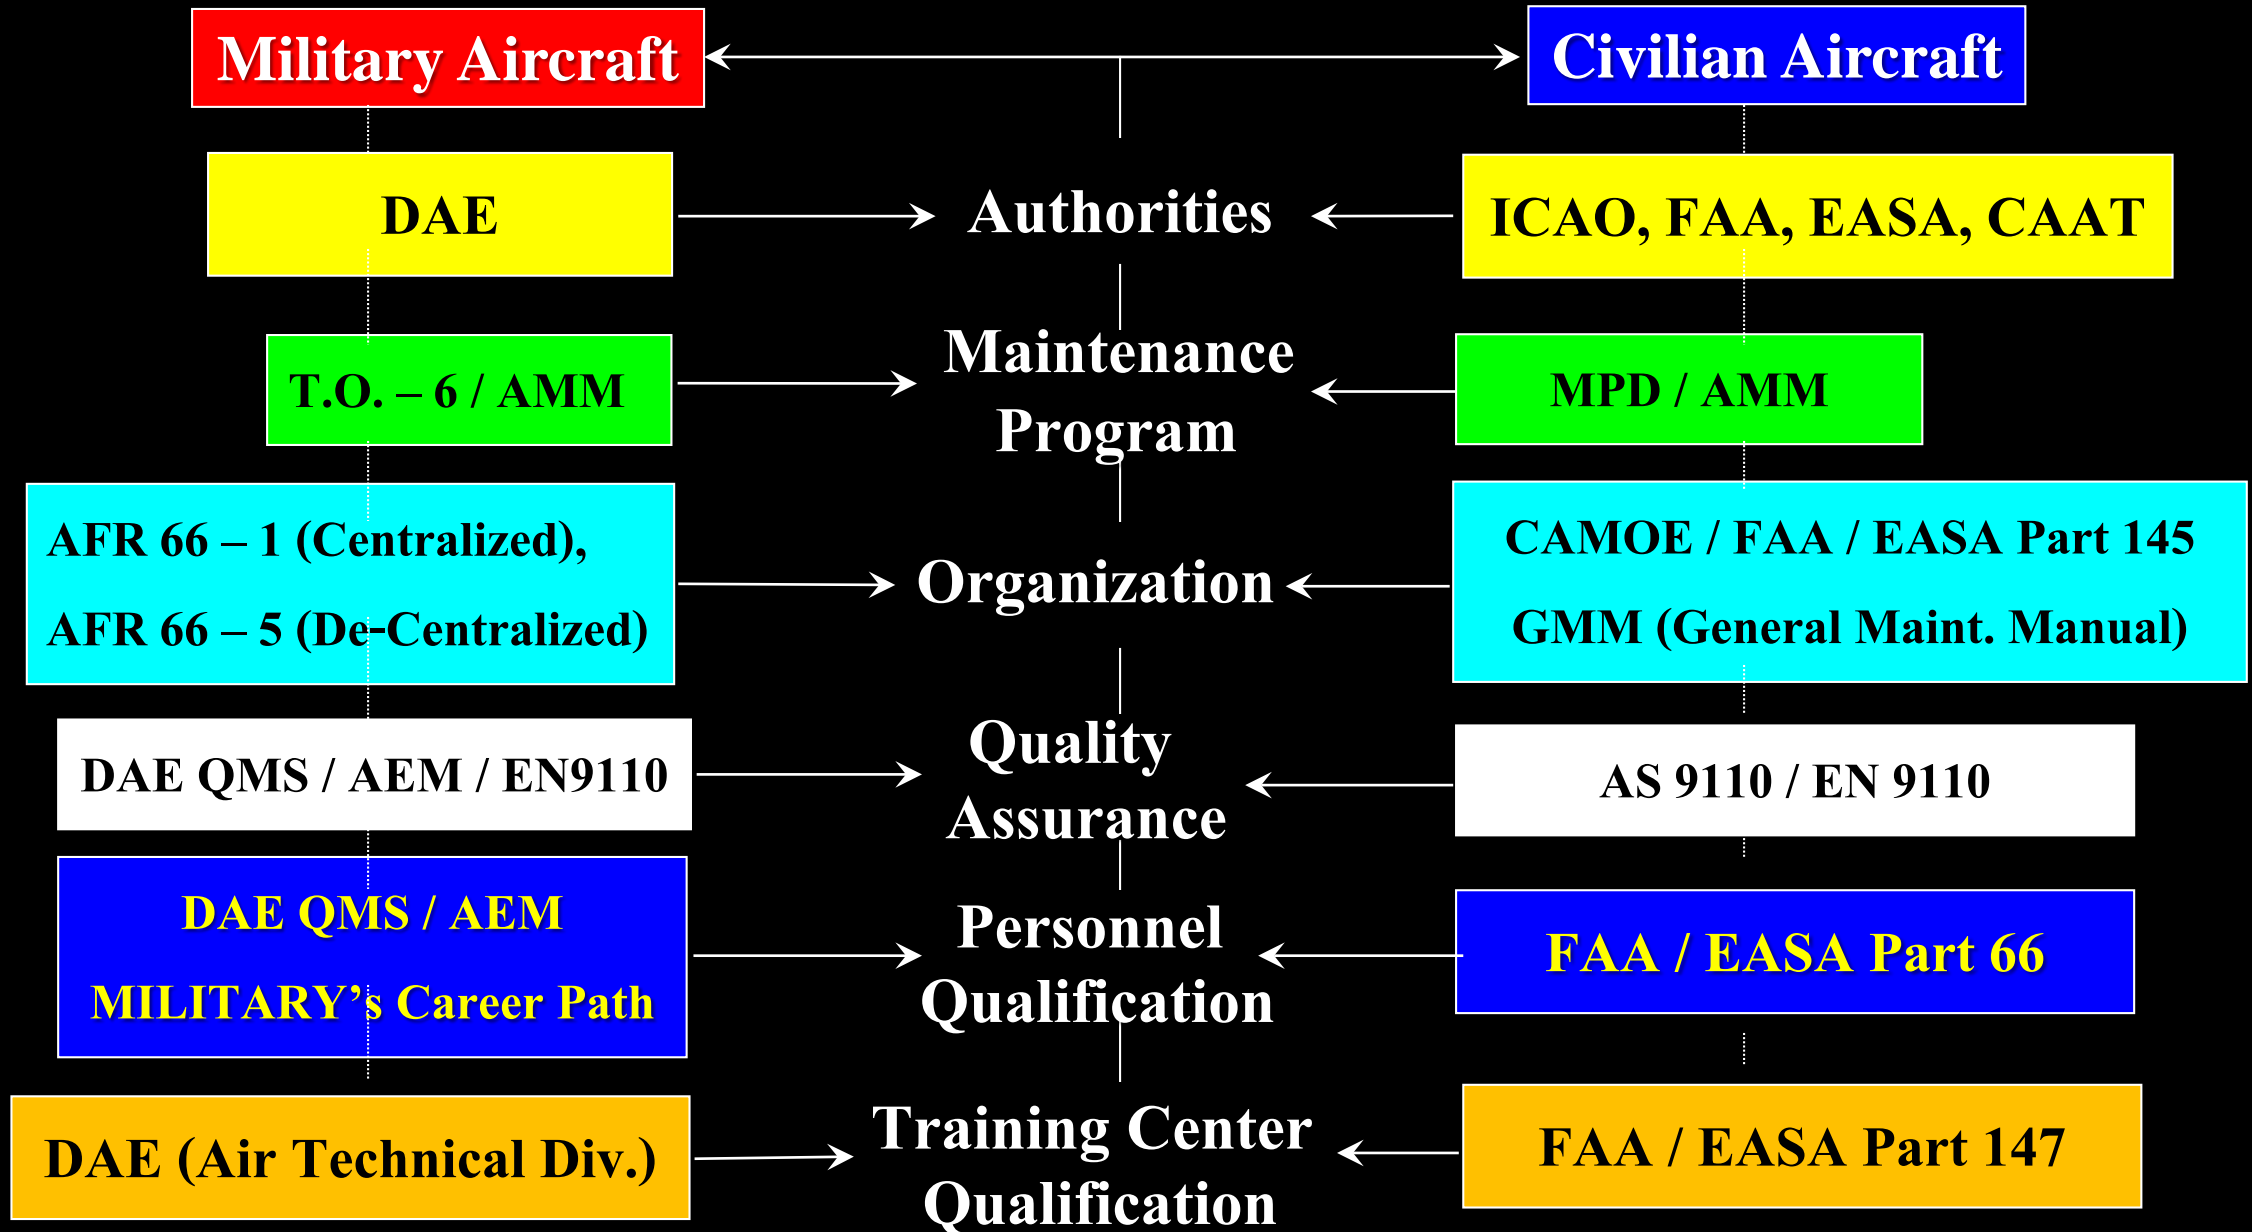 Military Aircraft
Civilian Aircraft
DAE
Authorities
ICAO, FAA, EASA, CAAT
T.O. – 6 / AMM
Maintenance
Program
MPD / AMM
AFR 66 – 1 (Centralized),
AFR 66 – 5 (De-Centralized)
Organization
CAMOE / FAA / EASA Part 145
GMM (General Maint. Manual)
DAE QMS / AEM / EN9110
Quality
Assurance
AS 9110 / EN 9110
DAE QMS / AEM
MILITARY’s Career Path
Personnel
Qualification
FAA / EASA Part 66
DAE (Air Technical Div.)
Training Center
Qualification
FAA / EASA Part 147